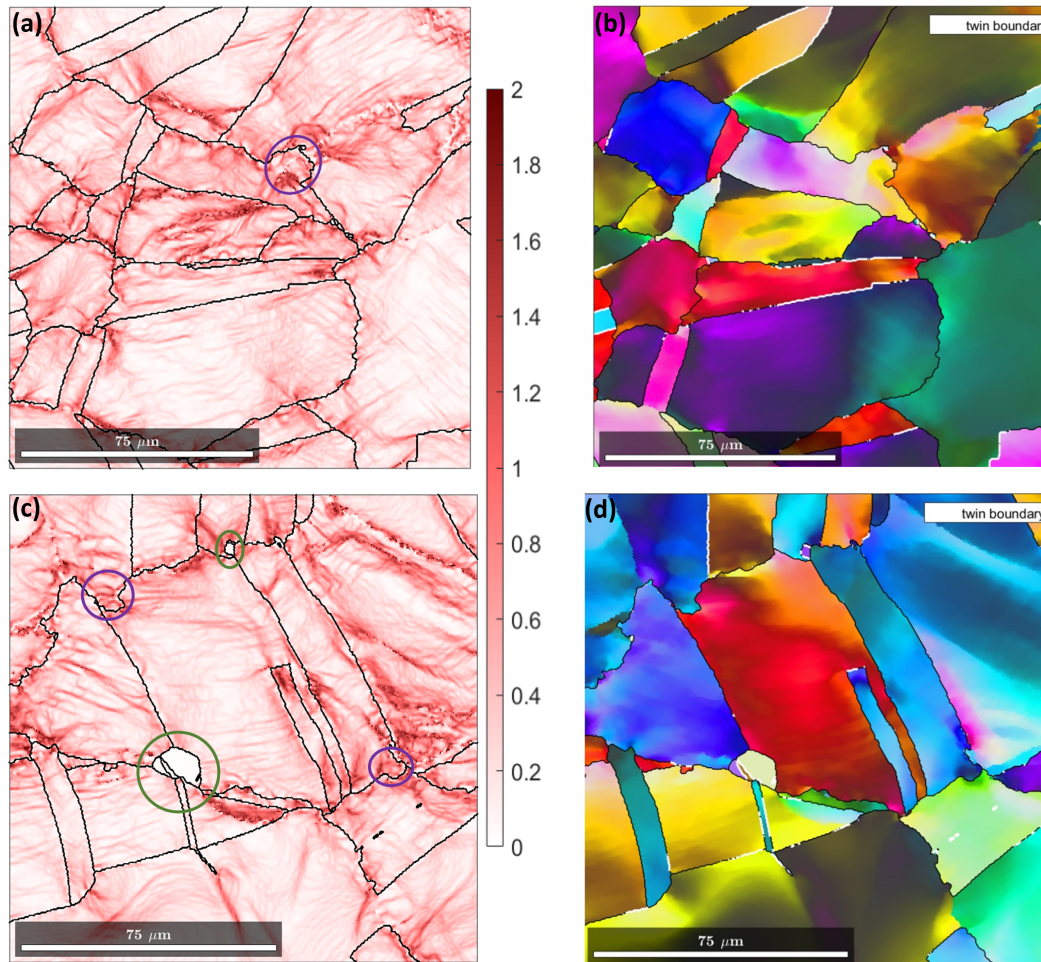 (a)
75 μm
2
1.8
1.6
1.4
1.2
1
0.8
0.6
0.4
0.2
0
(b)
twin boundar
75 μm
(c)
75 μm
(d)
twin boundary
75 μm